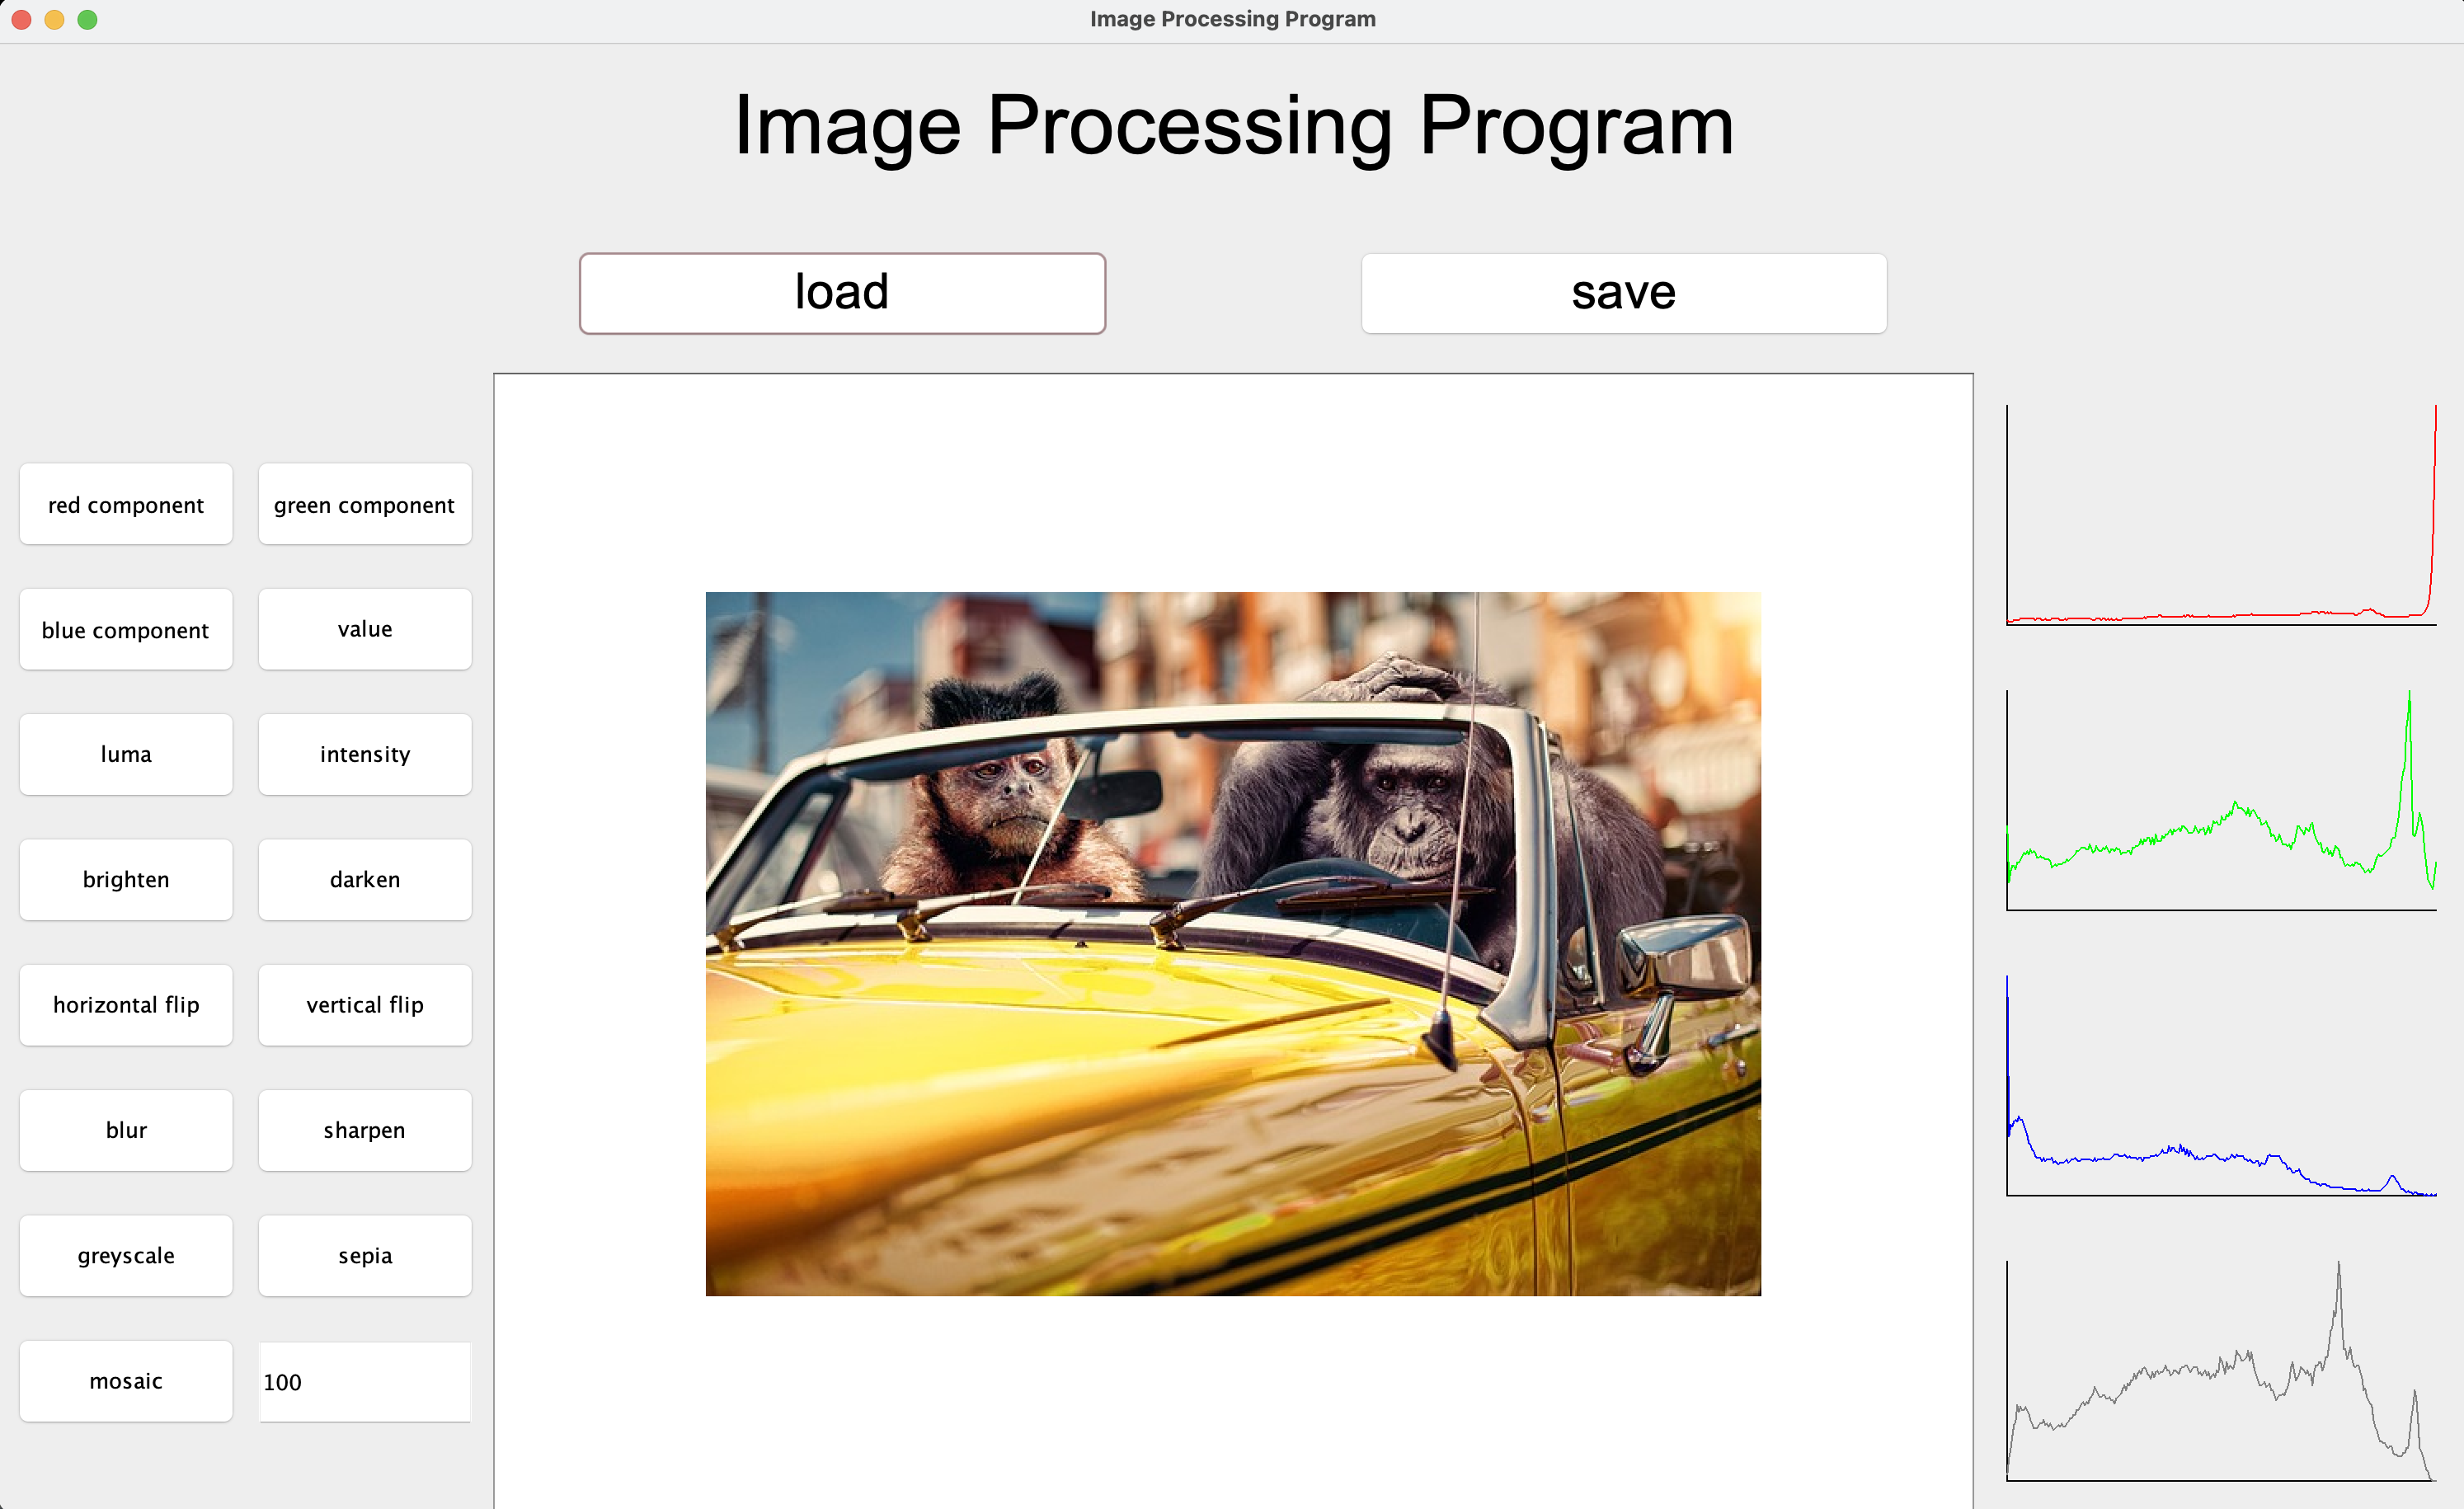 Image Processing Program
Image Processing Program
load save
red component green component
blue component value
luma intensity
brighten darken
horizontal flip vertical flip
blur sharpen
greyscale sepia
mosaic 100